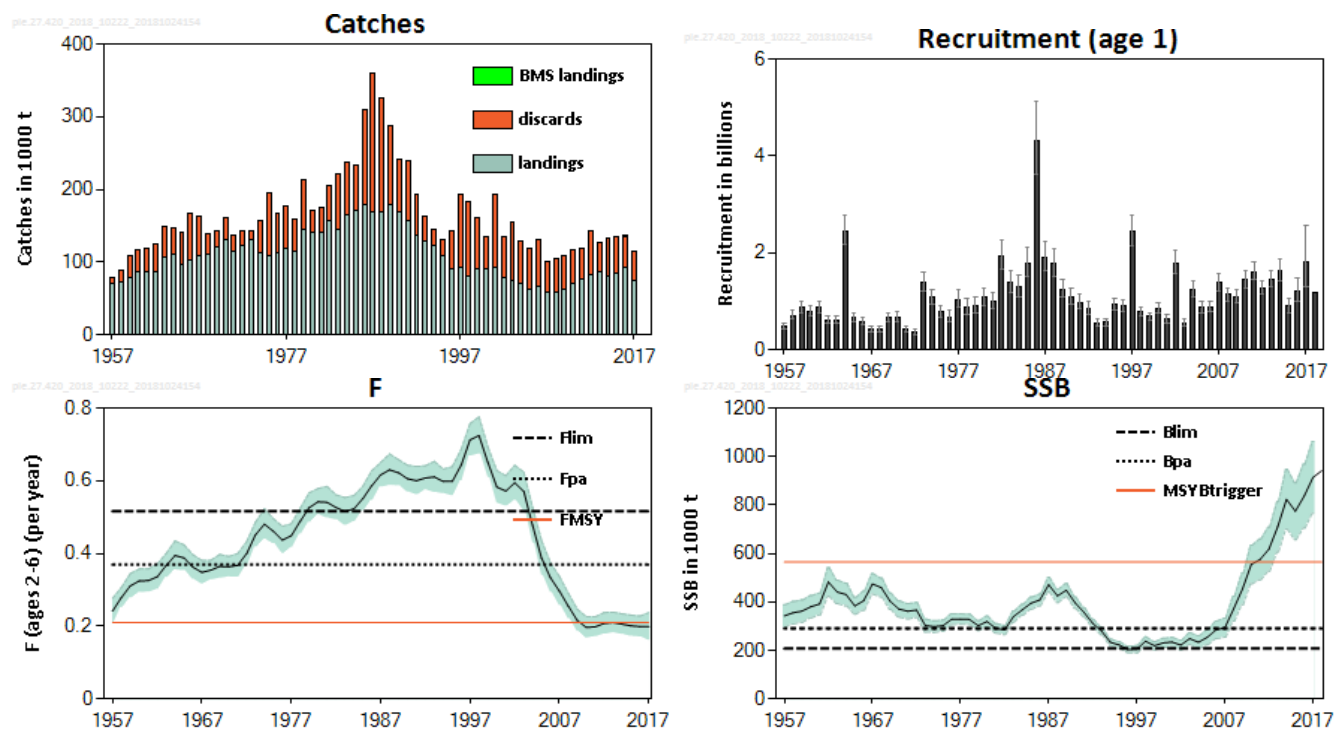 ple.27.420_2018_10222_20181024154
Catches
400
300
200
100
0
Catches in 1000 t
BMS landings
discards
landings
1957 1977 1997 2017
ple.27.420_2018_10222_20181024154
Recruitment (age 1)
6
4
2
0
Recruitment in billions
1957 1967 1977 1987 1997 2007 2017
ple.27.420_2018_10222_20181024154
F
0.8
0.6
0.4
0.2
0
F (ages 2-6) (per year)
Flim
Fpa
FMSY
1957 1967 1977 1987 1997 2007 2017
ple.27.420_2018_10222_20181024154
SSB
1200
1000
800
600
400
200
0
SSB in 1000 t
Blim
Bpa
MSYBtrigger
1957 1967 1977 1987 1997 2007 2017